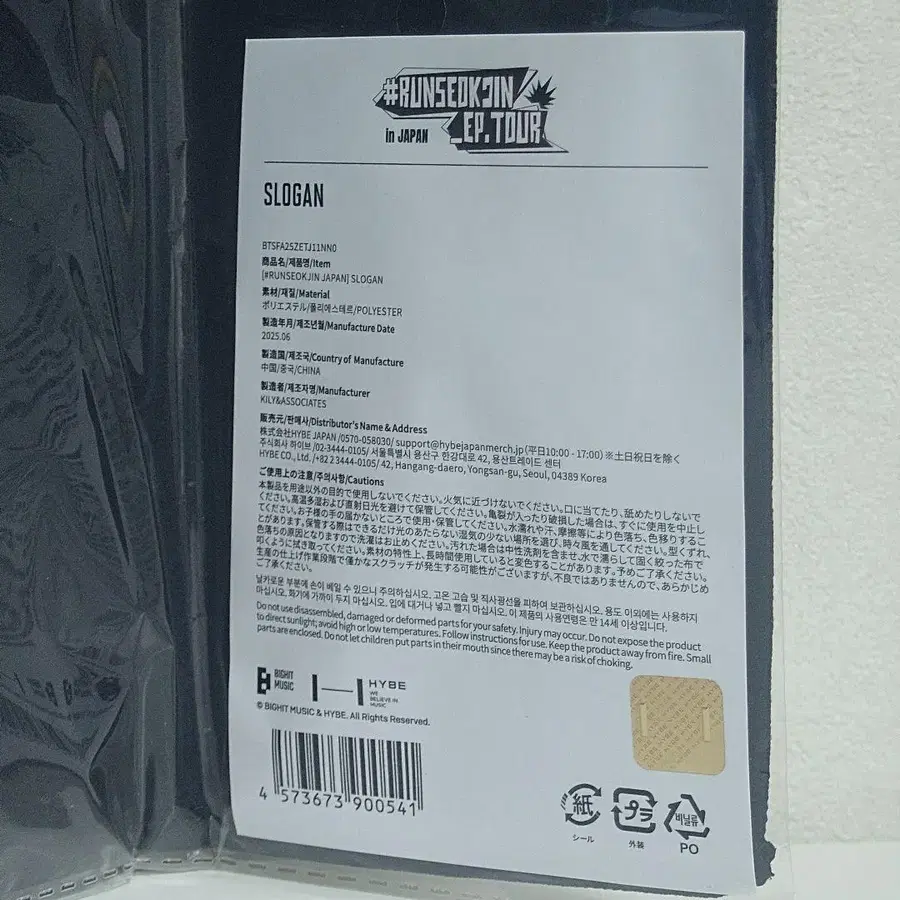 #RUNSEOKJIN
_EP.TOUR
in JAPAN
SLOGAN
BTSFA25ZETJ11NN0
商品名/제품명/Item
[#RUNSEOKJIN JAPAN] SLOGAN
素材/재질/Material
ポリエステル/폴리에스테르/POLYESTER
製造年月/제조년월/Manufacture Date
2025.06
製造国/제조국/Country of Manufacture
中国/중국/CHINA
製造者/제조자명/Manufacturer
KILY&ASSOCIATES
販売元/판매사/Distributor's Name & Address
株式会社HYBE JAPAN /0570-058030/ support@hybejapanmerch.jp (平日10:00 - 17:00) ※土日祝日を除く
주식회사 하이브 /02-3444-0105/ 서울특별시 용산구 한강대로 42, 용산트레이드 센터
HYBE CO., Ltd. /+82 2 3444-0105/ 42, Hangang-daero, Yongsan-gu, Seoul, 04389 Korea
ご使用上の注意/주의사항/Cautions
本製品を用途以外の目的で使用しないでください。火気に近づけないでください。口に当てたり、舐めたりしないで
ください。高温多湿および直射日光を避けて保管してください。亀裂が入ったり破損した場合は、すぐに使用を中止し
てください。お子様の手の届かないところで使用・保管してください。水濡れや汗、摩擦等により色落ち、色移りするこ
とがあります。保管する際はできるだけ光のあたらない湿気の少ない場所を選び、時々風を通してください。型くずれ、
色落ちの原因となりますので洗濯はお止めください。汚れた場合は中性洗剤を含ませ、水で濡らして固く絞った布で
叩くように拭き取ってください。素材の特性上、長時間使用していると変色することがあります。予めご了承ください。
生産の仕上げ作業段階で僅かなスクラッチが発生する可能性がございますが、不良ではありませんので、あらかじめ
ご了承ください。
날카로운 부분에 손이 베일 수 있으니 주의하십시오. 고온 고습 및 직사광선을 피하여 보관하십시오. 용도 이외에는 사용하지
마십시오. 화기에 가까이 두지 마십시오. 입에 대거나 넣고 빨지 마십시오. 이 제품의 사용연령은 만 14세 이상입니다.
Do not use disassembled, damaged or deformed parts for your safety. Injury may occur. Do not expose the product
to direct sunlight; avoid high or low temperatures. Follow instructions for use. Keep the product away from fire. Small
parts are enclosed. Do not let children put parts in their mouth since there may be a risk of choking.
BIGHIT
MUSIC
HYBE
WE
BELIEVE IN
MUSIC
© BIGHIT MUSIC & HYBE. All Rights Reserved.
4 573673 900541
紙
シール
プラ
外装
비닐류
PO